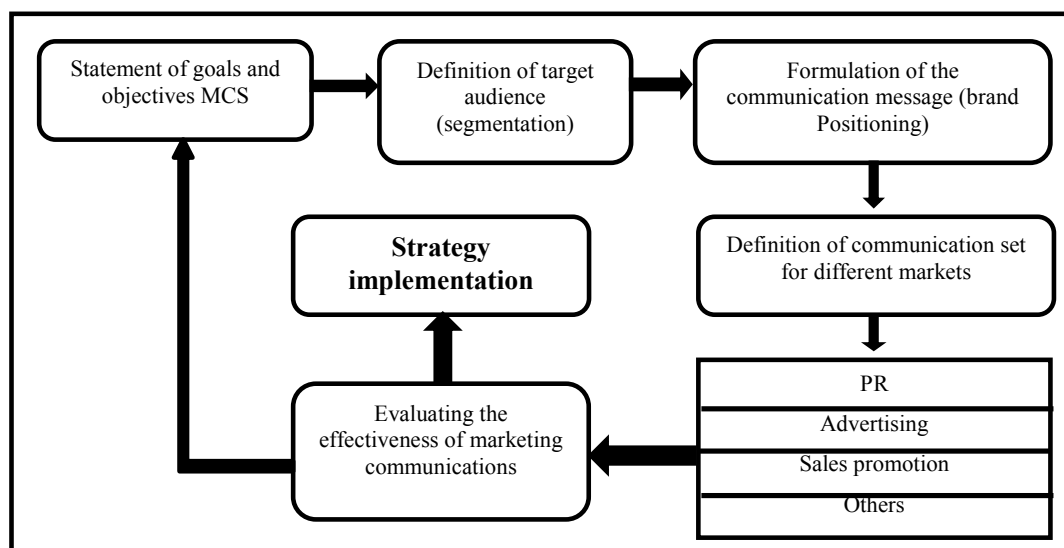 Statement of goals and
objectives MCS
Definition of target
audience
(segmentation)
Formulation of the
communication message (brand
Positioning)
Strategy
implementation
Definition of communication set
for different markets
Evaluating the
effectiveness of marketing
communications
PR
Advertising
Sales promotion
Others